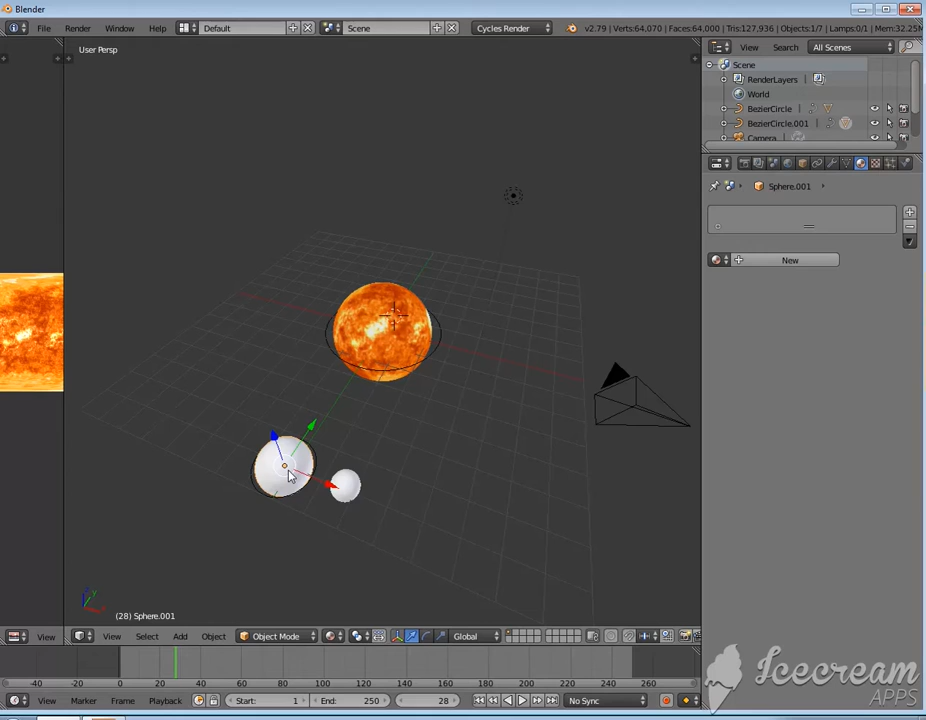 Blender
File Render Window Help Default Scene Cycles Render v2.79 | Verts:64,070 | Faces:64,000 | Tris:127,936 | Objects:1/7 | Lamps:0/1 | Mem:32.25M
User Persp
View Search All Scenes
Scene
RenderLayers
World
BezierCircle
BezierCircle.001
Camera
Sphere.001
New
(28) Sphere.001
View View Select Add Object Object Mode Global
-40 -20 0 20 40 60 80 100 120 140 160 180 200 220 240 260
View Marker Frame Playback Start: 1 End: 250 28 No Sync
Icecream
APPS